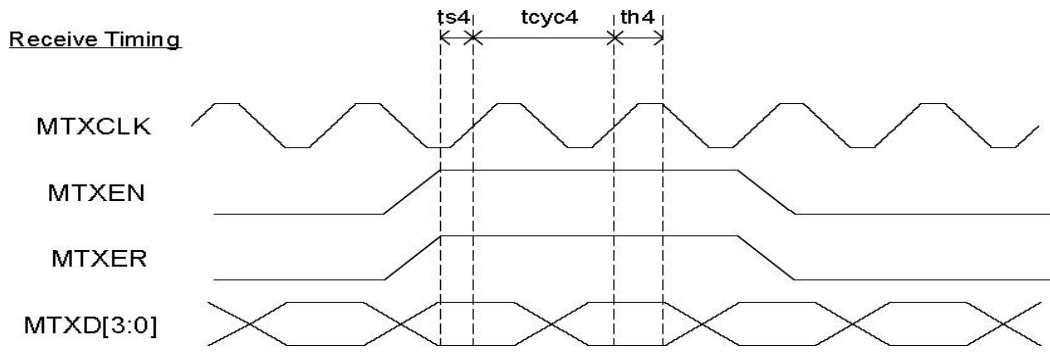 ts4 tcyc4 th4
Receive Timing
MTXCLK
MTXEN
MTXER
MTXD[3:0]